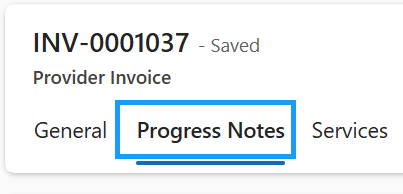 INV-0001037 - Saved
Provider Invoice
General Progress Notes Services